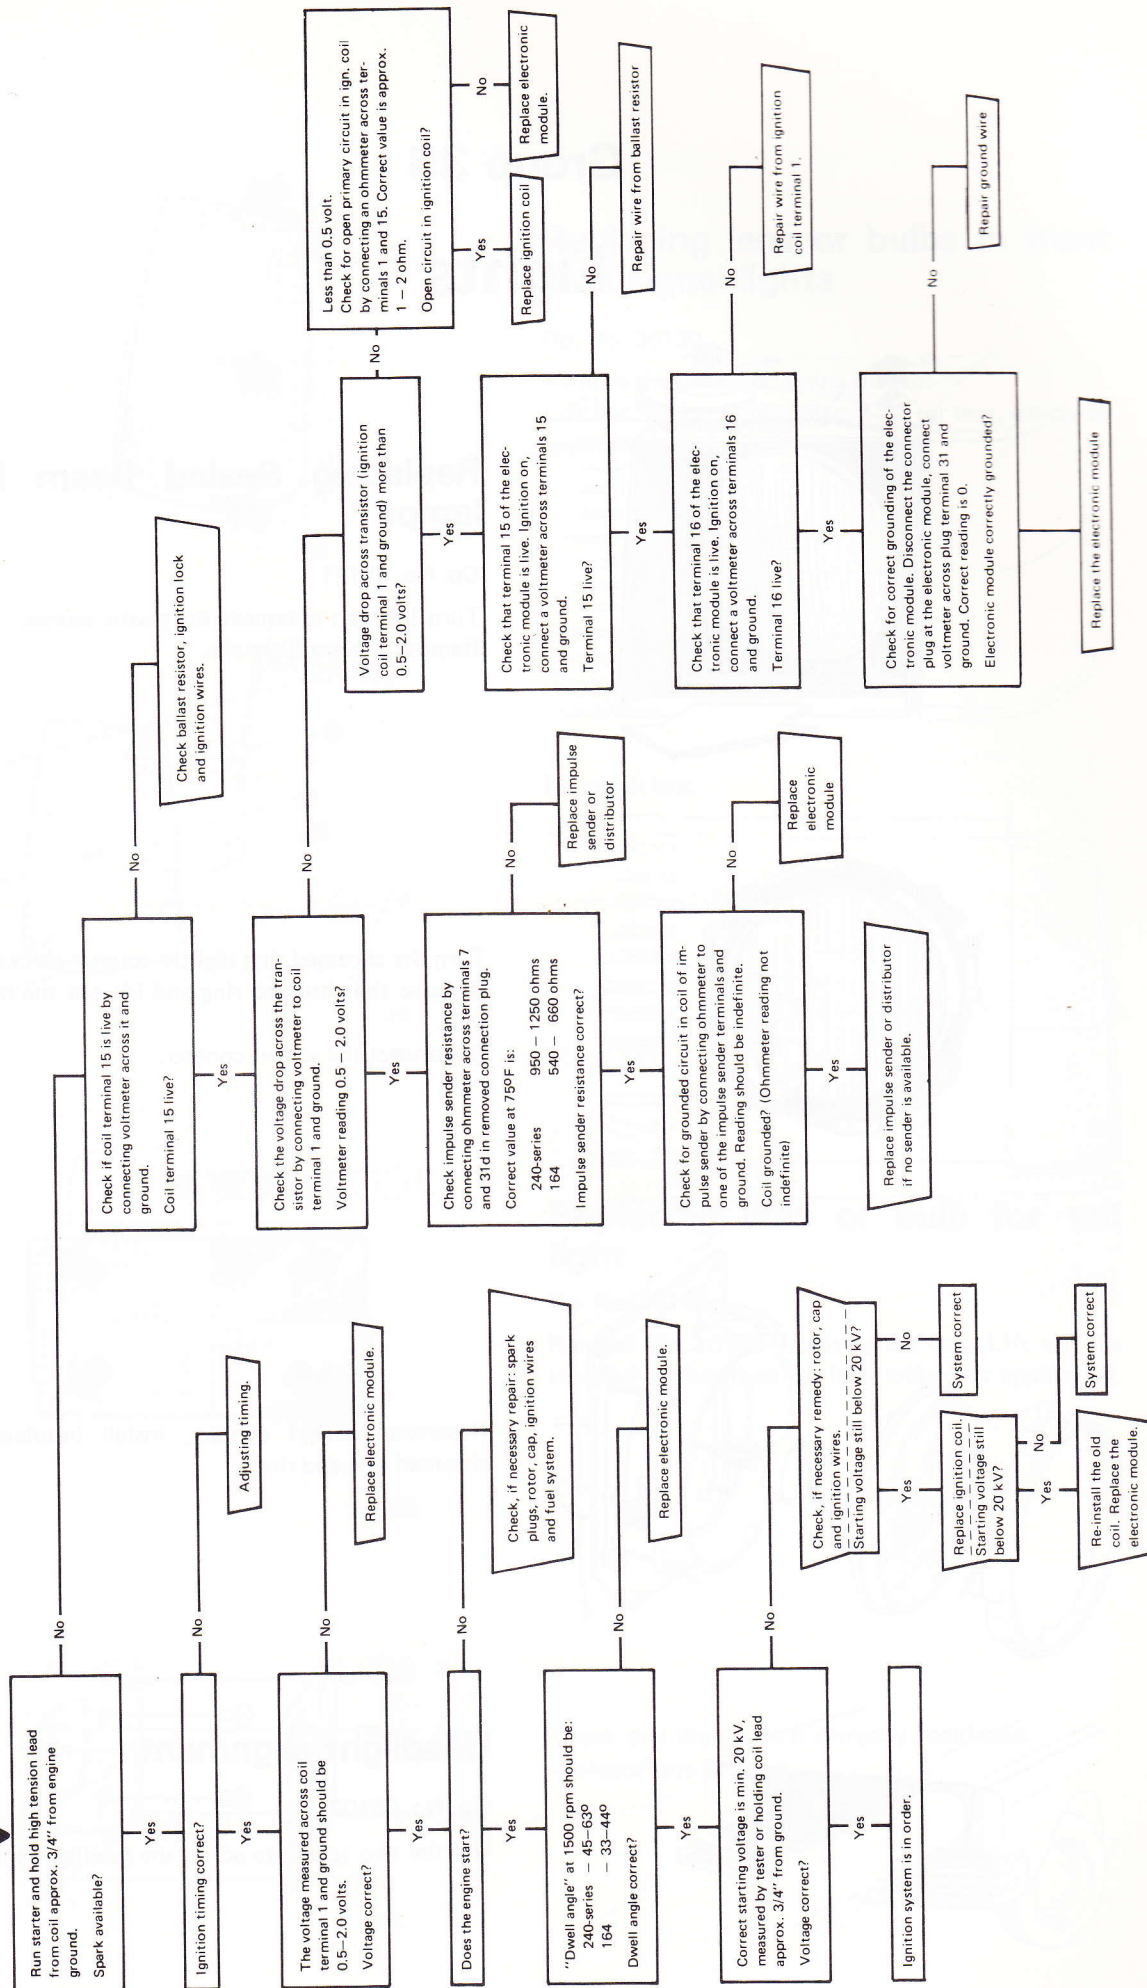 Run starter and hold high tension lead
from coil approx. 3/4" from engine
ground.
Spark available?
No
Yes
Ignition timing correct?
No
Adjusting timing.
Yes
The voltage measured across coil
terminal 1 and ground should be
0.5–2.0 volts.
Voltage correct?
No
Replace electronic module.
Yes
Does the engine start?
No
Check, if necessary repair: spark
plugs, rotor, cap, ignition wires
and fuel system.
Yes
"Dwell angle" at 1500 rpm should be:
240-series – 45–63º
164 – 33–44º
Dwell angle correct?
No
Replace electronic module.
Yes
Correct starting voltage is min. 20 kV,
measured by tester or holding coil lead
approx. 3/4" from ground.
Voltage correct?
No
Check, if necessary remedy: rotor, cap
and ignition wires.
Starting voltage still below 20 kV?
No
System correct
Yes
Replace ignition coil.
Starting voltage still
below 20 kV?
No
System correct
Yes
Re-install the old
coil. Replace the
electronic module.
Yes
Ignition system is in order.
Check if coil terminal 15 is live by
connecting voltmeter across it and
ground.
Coil terminal 15 live?
No
Check ballast resistor, ignition lock
and ignition wires.
Yes
Check the voltage drop across the tran-
sistor by connecting voltmeter to coil
terminal 1 and ground.
Voltmeter reading 0.5 – 2.0 volts?
No
Yes
Check impulse sender resistance by
connecting ohmmeter across terminals 7
and 31d in removed connection plug.
Correct value at 75ºF is:
240-series 950 – 1250 ohms
164 540 – 660 ohms
Impulse sender resistance correct?
No
Replace impulse
sender or
distributor
Yes
Check for grounded circuit in coil of im-
pulse sender by connecting ohmmeter to
one of the impulse sender terminals and
ground. Reading should be indefinite.
Coil grounded? (Ohmmeter reading not
indefinite)
No
Replace
electronic
module
Yes
Replace impulse sender or distributor
if no sender is available.
Voltage drop across transistor (ignition
coil terminal 1 and ground) more than
0.5–2.0 volts?
No
Less than 0.5 volt.
Check for open primary circuit in ign. coil
by connecting an ohmmeter across ter-
minals 1 and 15. Correct value is approx.
1 – 2 ohm.
Open circuit in ignition coil?
Yes
Replace ignition coil
No
Replace electronic
module.
Yes
Check that terminal 15 of the elec-
tronic module is live. Ignition on,
connect a voltmeter across terminals 15
and ground.
Terminal 15 live?
No
Repair wire from ballast resistor
Yes
Check that terminal 16 of the elec-
tronic module is live. Ignition on,
connect a voltmeter across terminals 16
and ground.
Terminal 16 live?
No
Repair wire from ignition
coil terminal 1.
Yes
Check for correct grounding of the elec-
tronic module. Disconnect the connector
plug at the electronic module, connect
voltmeter across plug terminal 31 and
ground. Correct reading is 0.
Electronic module correctly grounded?
No
Repair ground wire
Replace the electronic module